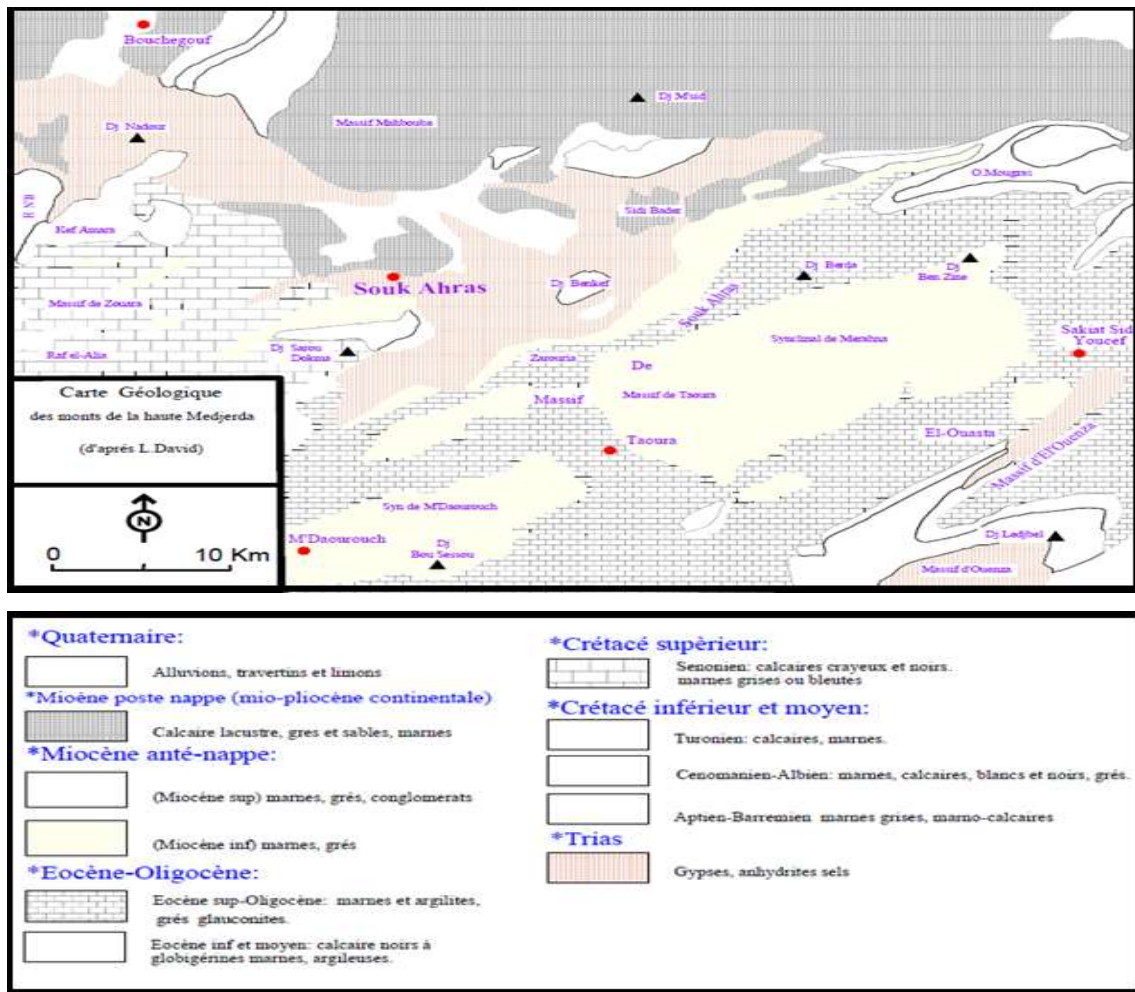 Bouchegouf
Dj M'sid
Dj Nadour
Massif Mahbouba
O.Mougras
Sidi Bader
Kef Amara
Dj Berda
Dj
Ben Zine
Massif de Zouara
Souk Ahras
Dj Benkef
Souk Ahras
Synclinal de Merahna
Sakiat Sid
Youcef
Raf el-Alia
Dj Sarou
Dokma
Zarouria
De
Massif
Massif de Taoura
Carte Géologique
des monts de la haute Medjerda
(d'aprés L.David)
Taoura
El-Ouasta
Massif d'El'Ouenza
N
0 10 Km
Syn de M'Daourouch
M'Daourouch
Dj
Bou Sessou
Dj Ladjbel
Massif d'Ouenza
*Quaternaire:
Alluvions, travertins et limons
*Mioène poste nappe (mio-pliocène continentale)
Calcaire lacustre, gres et sables, marnes
*Miocène anté-nappe:
(Miocène sup) marnes, grés, conglomerats
(Miocène inf) marnes, grés
*Eocène-Oligocène:
Eocène sup-Oligocène: marnes et argilites,
grés glauconites.
Eocène inf et moyen: calcaire noirs à
globigérines marnes, argileuses.
*Crétacé supèrieur:
Senonien: calcaires crayeux et noirs.
marnes grises ou bleutés
*Crétacé inférieur et moyen:
Turonien: calcaires, marnes.
Cenomanien-Albien: marnes, calcaires, blancs et noirs, grés.
Aptien-Barremien marnes grises, marno-calcaires
*Trias
Gypses, anhydrites sels